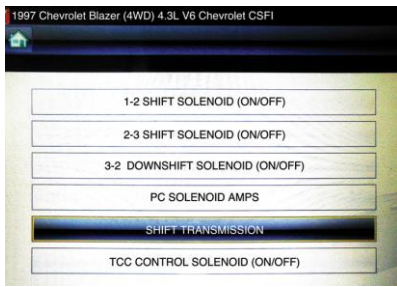 1997 Chevrolet Blazer (4WD) 4.3L V6 Chevrolet CSFI
1-2 SHIFT SOLENOID (ON/OFF)
2-3 SHIFT SOLENOID (ON/OFF)
3-2 DOWNSHIFT SOLENOID (ON/OFF)
PC SOLENOID AMPS
SHIFT TRANSMISSION
TCC CONTROL SOLENOID (ON/OFF)